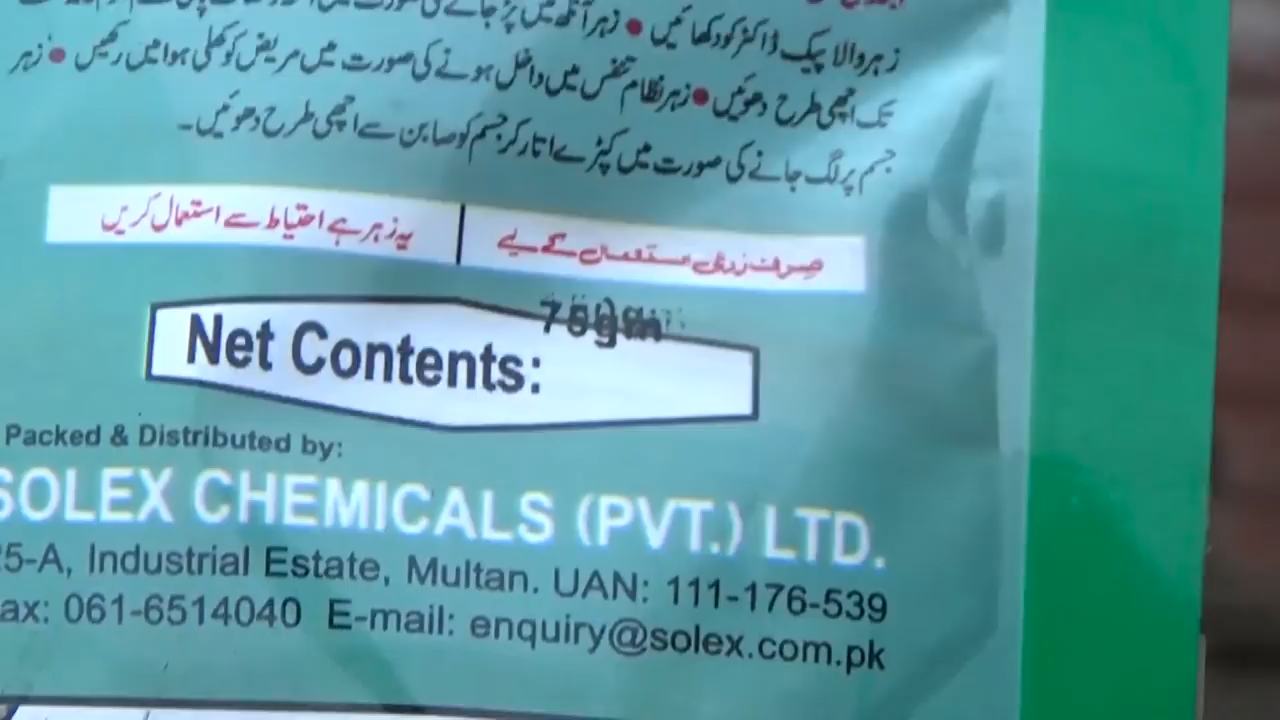 زہر والا پیک ڈاکٹر کو دکھائیں • زہر آنکھ میں پڑ جانے کی صورت میں
تک اچھی طرح دھوئیں • زہر نظام تنفس میں داخل ہونے کی صورت میں مریض کو کھلی ہوا میں رکھیں • زہر
جسم پر لگ جانے کی صورت میں کپڑے اتار کر جسم کو صابن سے اچھی طرح دھوئیں۔
صرف زرعی استعمال کے لیے
یہ زہر ہے احتیاط سے استعمال کریں
Net Contents:
Packed & Distributed by:
SOLEX CHEMICALS (PVT.) LTD.
5-A, Industrial Estate, Multan. UAN: 111-176-539
ax: 061-6514040 E-mail: enquiry@solex.com.pk